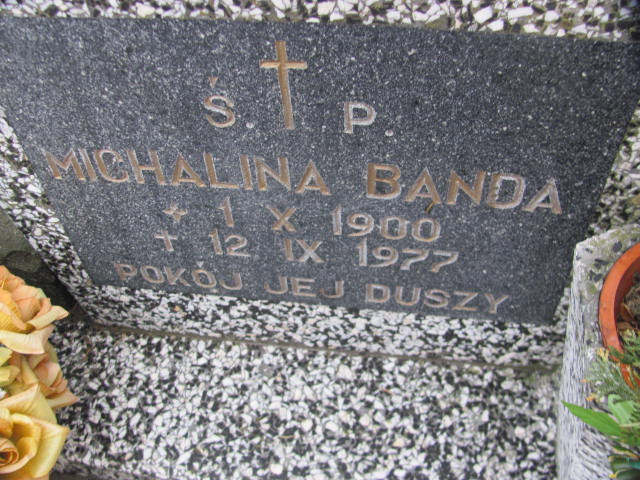 Ś. P.
MICHALINA BANDA
* 1 X 1900
+ 12 IX 1977
POKÓJ JEJ DUSZY